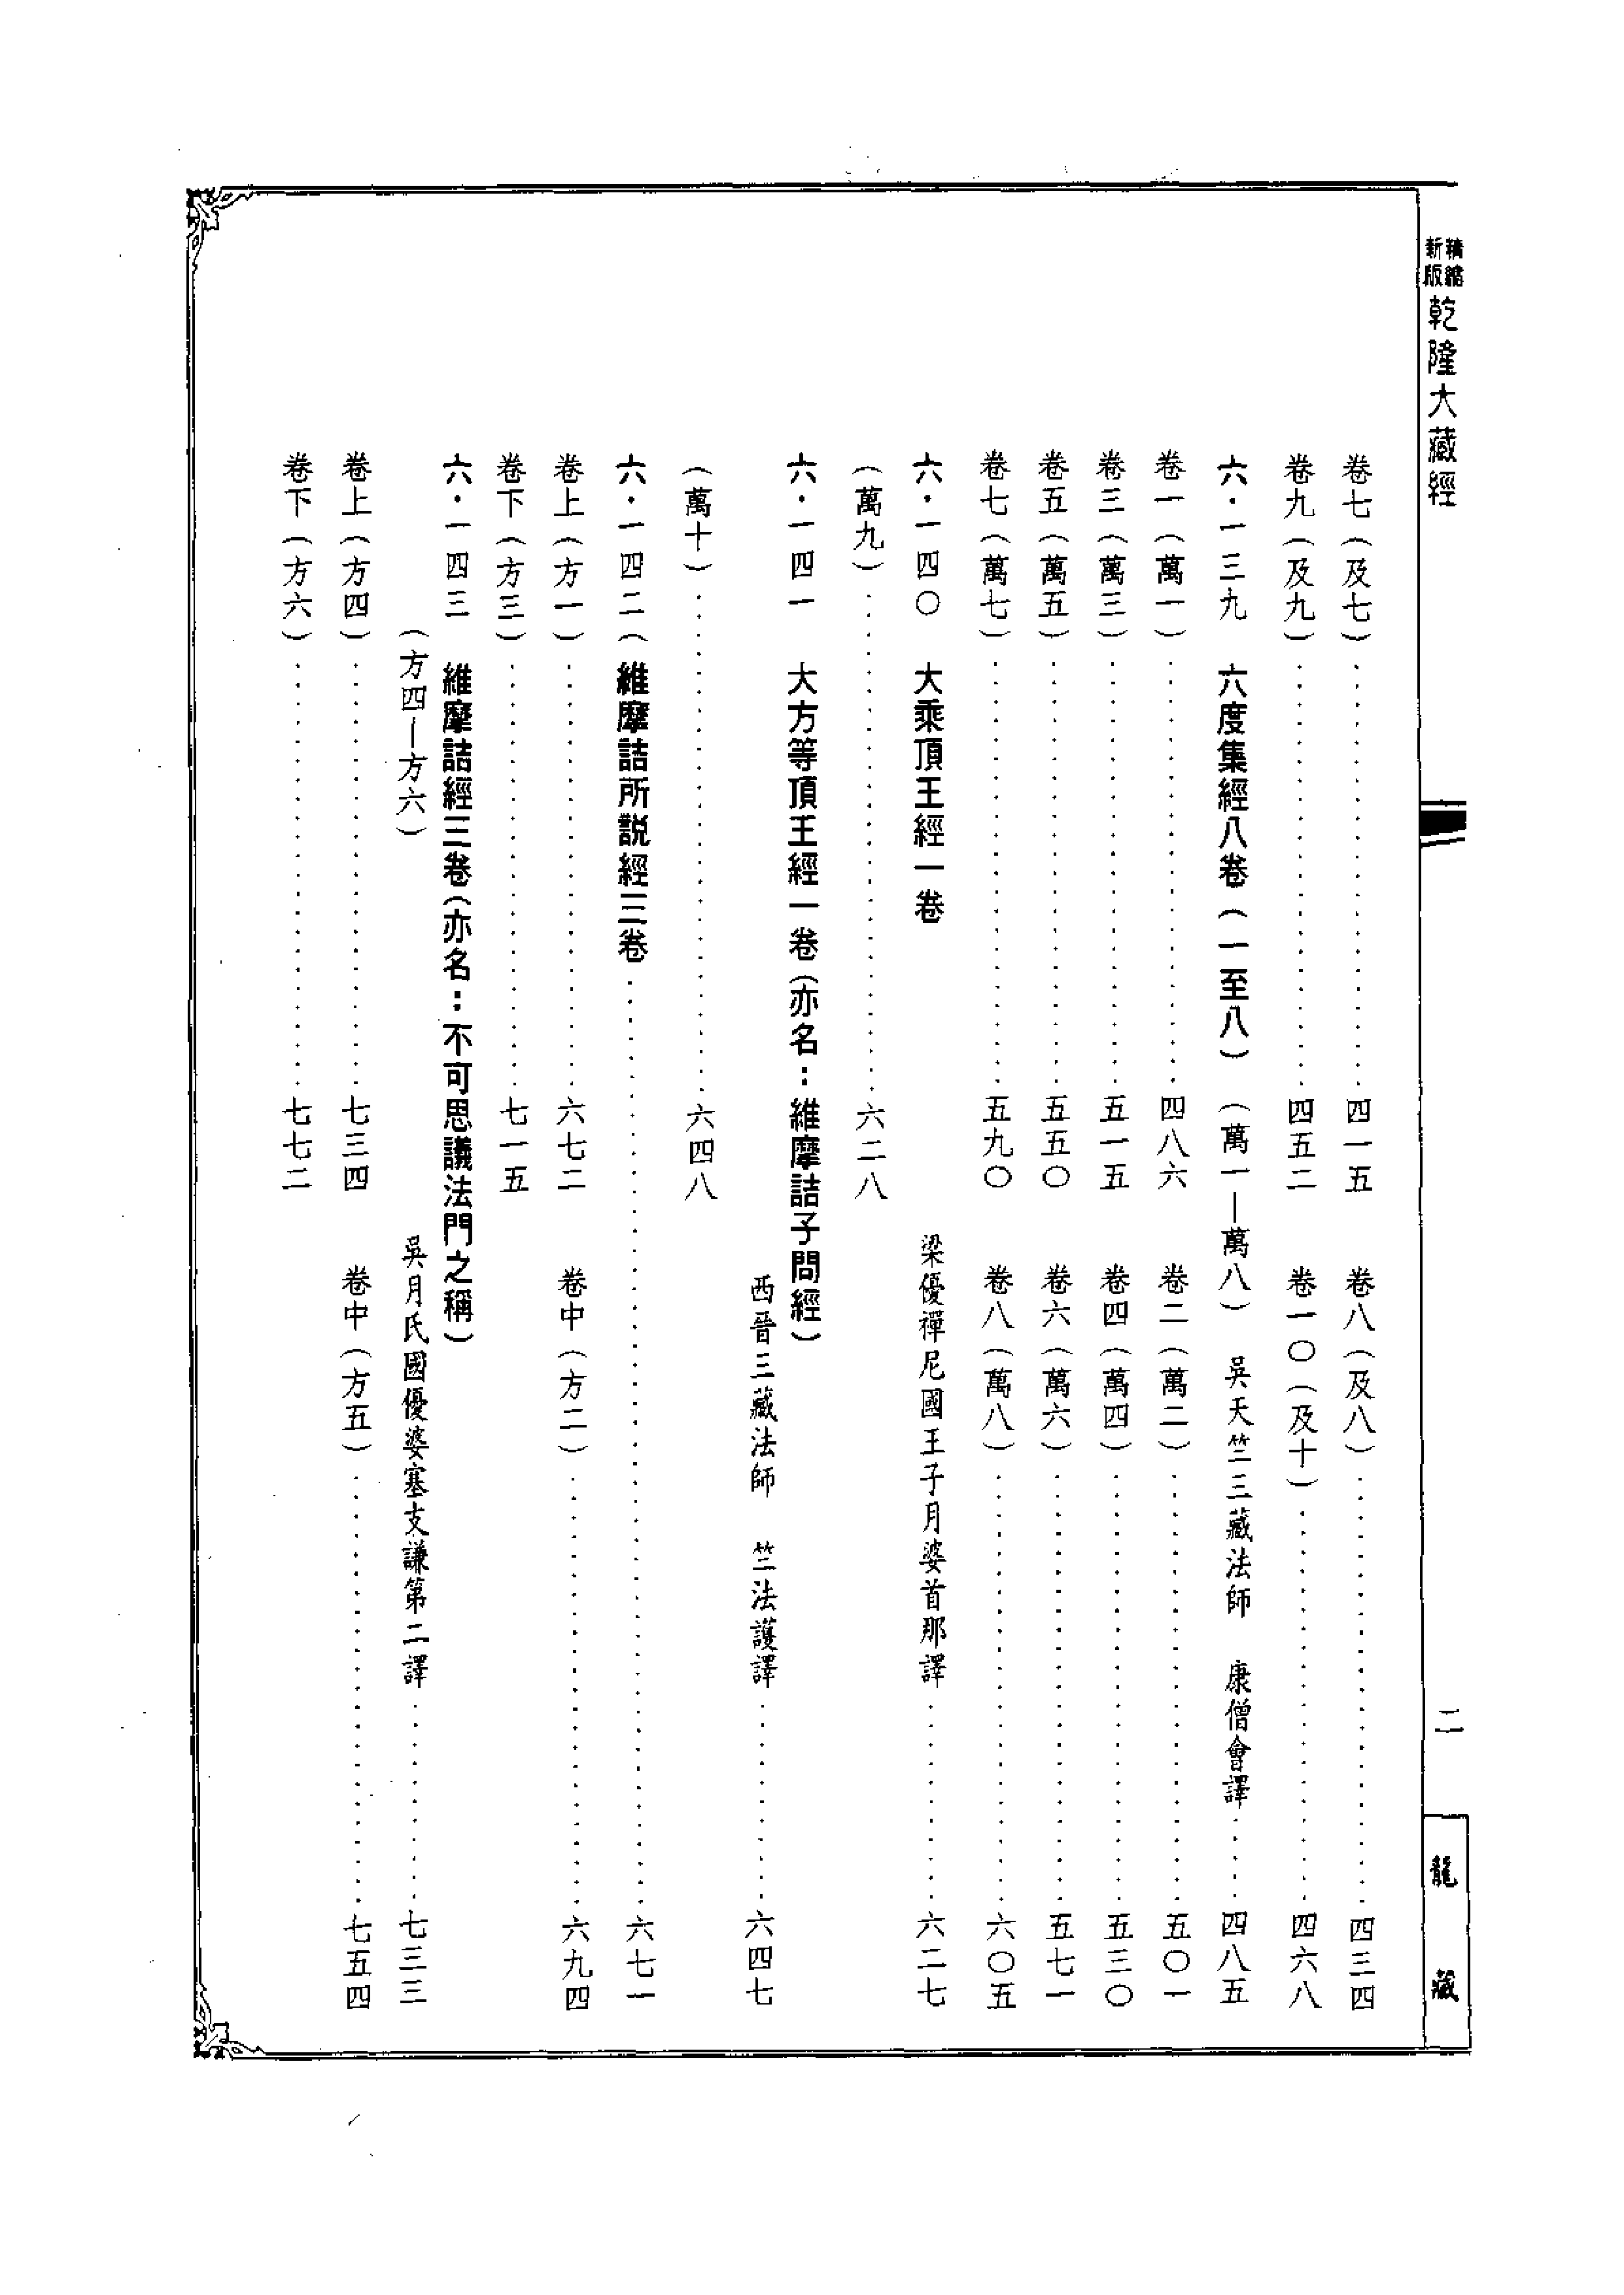 新版精縮 乾隆大藏經
卷七（及七）……四一五 卷八（及八）……四三四
卷九（及九）……四五二 卷一〇（及十）……四六八
六·一三九 六度集經八卷（一至八）（萬一—萬八） 吳天竺三藏法師 康僧會譯……四八五
卷一（萬一）……四八六 卷二（萬二）……五〇一
卷三（萬三）……五一五 卷四（萬四）……五三〇
卷五（萬五）……五五〇 卷六（萬六）……五七一
卷七（萬七）……五九〇 卷八（萬八）……六〇五
六·一四〇 大乘頂王經一卷 梁優禪尼國王子月婆首那譯……六二七
（萬九）……六二八
六·一四一 大方等頂王經一卷（亦名：維摩詰子問經）
西晉三藏法師 竺法護譯……六四七
（萬十）……六四八
六·一四二（維摩詰所説經三卷……六七一
卷上（方一）……六七二 卷中（方二）……六九四
卷下（方三）……七一五
六·一四三 維摩詰經三卷（亦名：不可思議法門之稱）
（方四—方六） 吳月氏國優婆塞支謙第二譯……七三三
卷上（方四）……七三四 卷中（方五）……七五四
卷下（方六）……七七二
二
龍藏